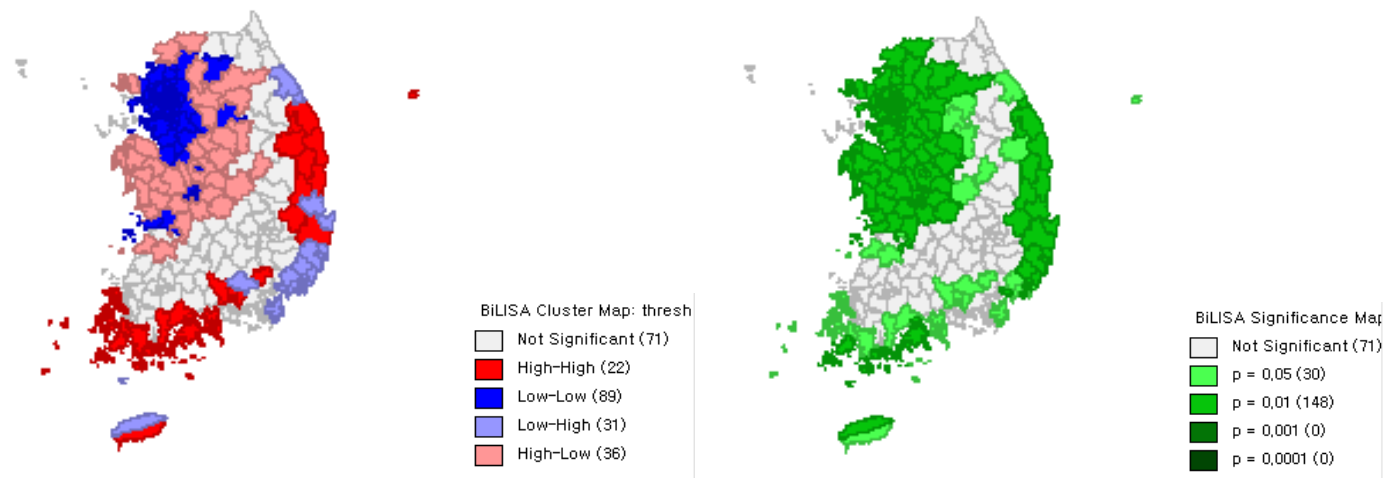 BiLISA Cluster Map: thresh
Not Significant (71)
High-High (22)
Low-Low (89)
Low-High (31)
High-Low (36)
BiLISA Significance Map
Not Significant (71)
p = 0,05 (30)
p = 0,01 (148)
p = 0,001 (0)
p = 0,0001 (0)